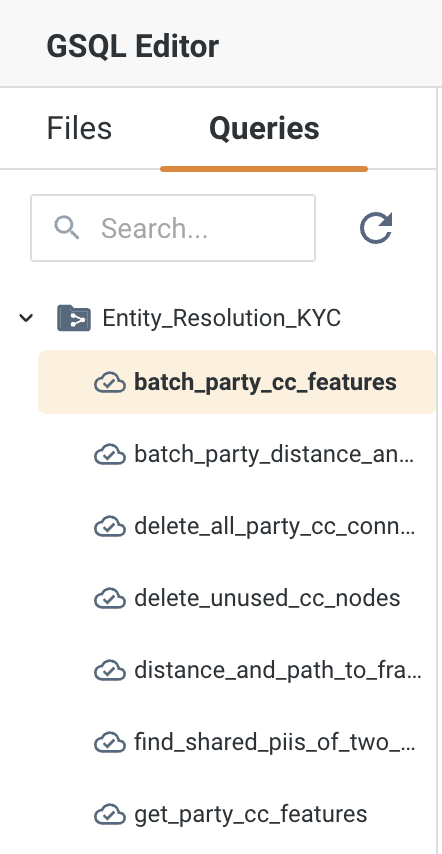 GSQL Editor
Files Queries
Search...
Entity_Resolution_KYC
batch_party_cc_features
batch_party_distance_an...
delete_all_party_cc_conn...
delete_unused_cc_nodes
distance_and_path_to_fra...
find_shared_piis_of_two_...
get_party_cc_features